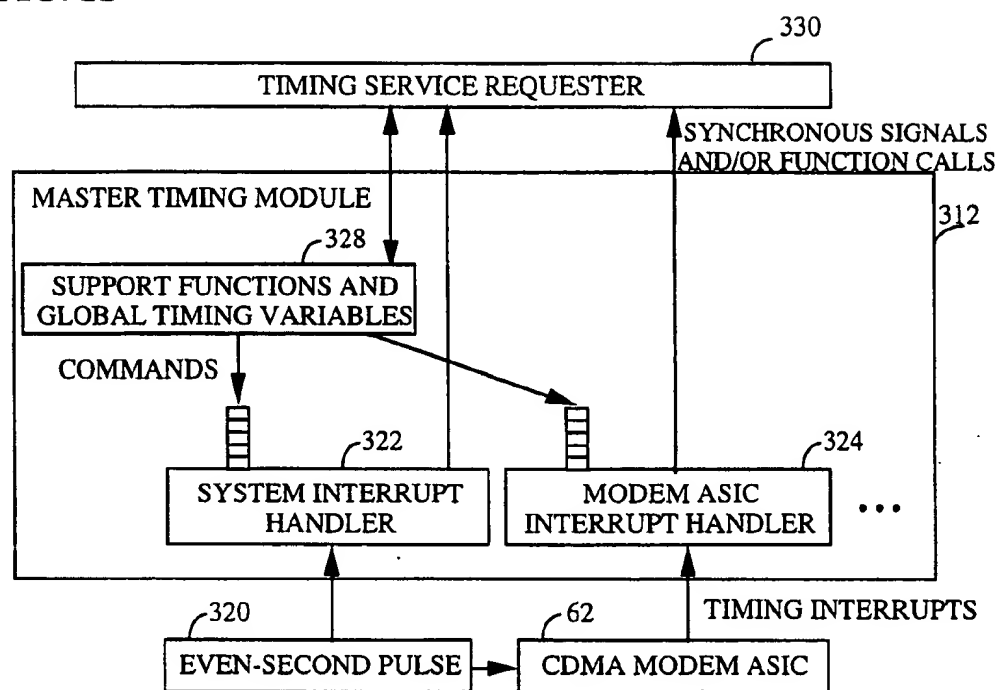 330
TIMING SERVICE REQUESTER
SYNCHRONOUS SIGNALS
AND/OR FUNCTION CALLS
MASTER TIMING MODULE
312
328
SUPPORT FUNCTIONS AND
GLOBAL TIMING VARIABLES
COMMANDS
322
324
SYSTEM INTERRUPT
HANDLER
MODEM ASIC
INTERRUPT HANDLER
...
320
62
TIMING INTERRUPTS
EVEN-SECOND PULSE
CDMA MODEM ASIC